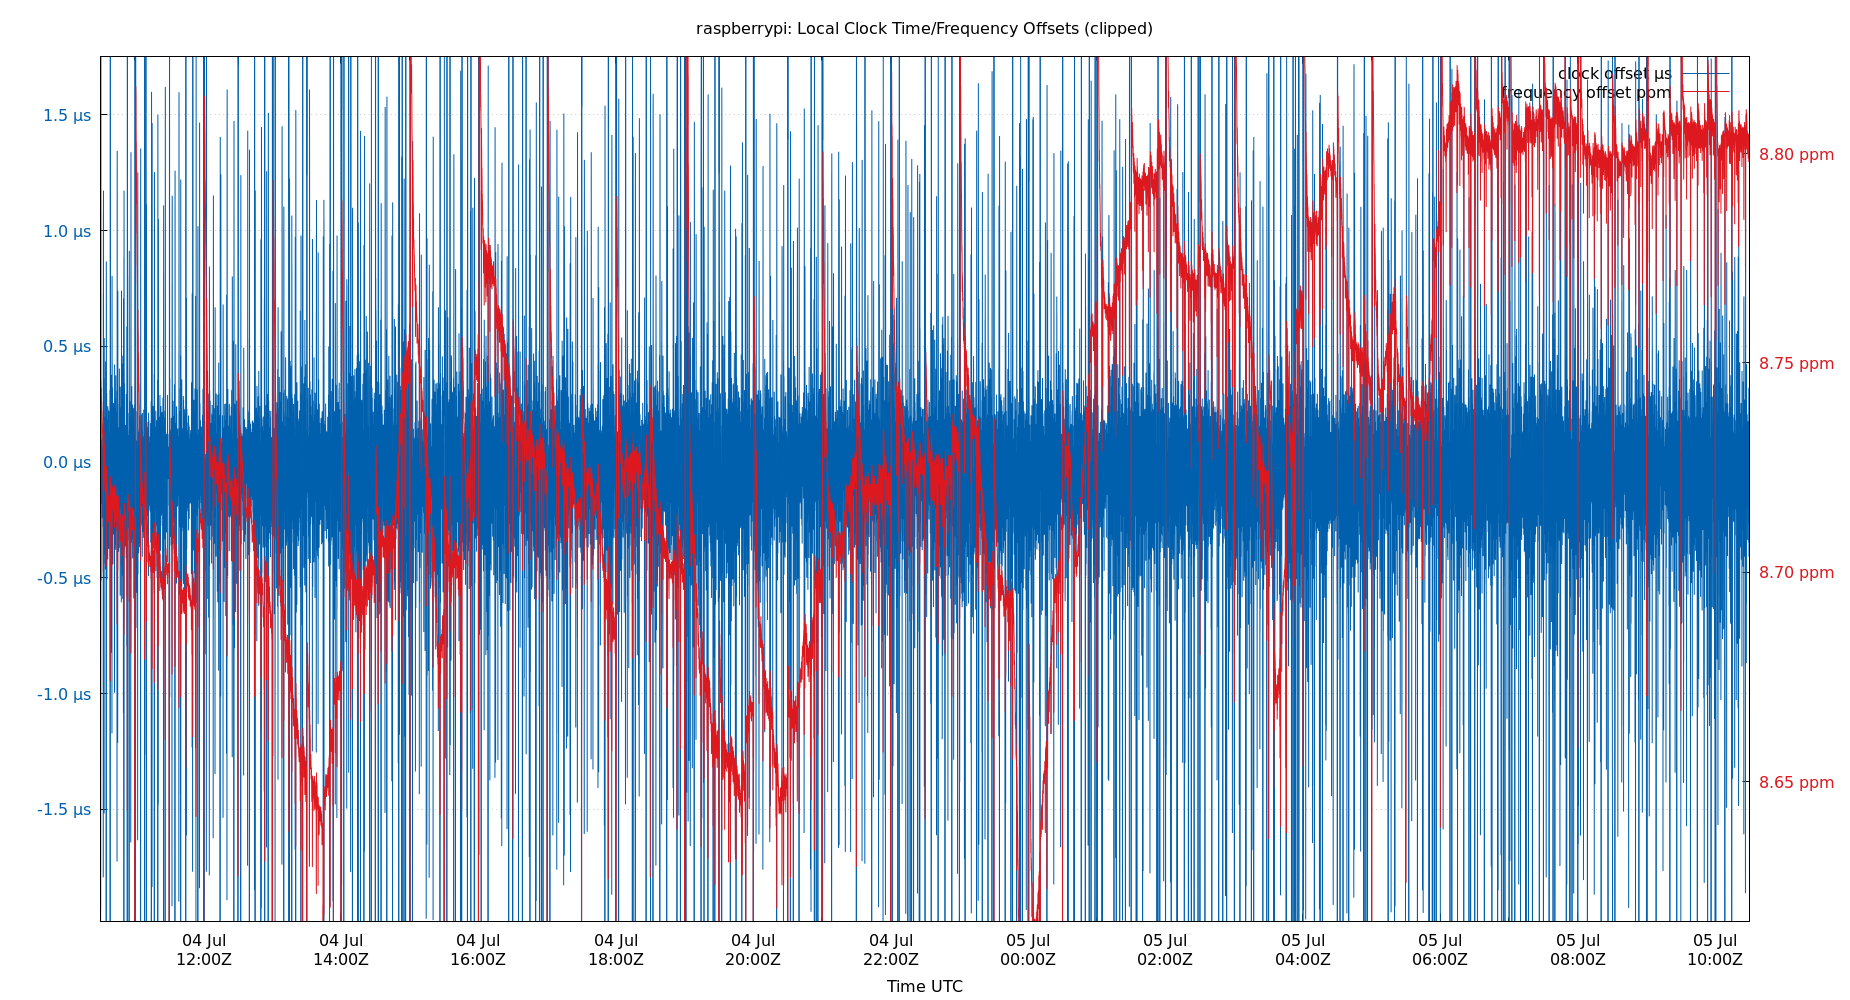 raspberrypi: Local Clock Time/Frequency Offsets (clipped)
clock offset µs
frequency offset ppm
1.5 µs
1.0 µs
0.5 µs
0.0 µs
-0.5 µs
-1.0 µs
-1.5 µs
8.80 ppm
8.75 ppm
8.70 ppm
8.65 ppm
04 Jul 04 Jul 04 Jul 04 Jul 04 Jul 04 Jul 05 Jul 05 Jul 05 Jul 05 Jul 05 Jul 05 Jul
12:00Z 14:00Z 16:00Z 18:00Z 20:00Z 22:00Z 00:00Z 02:00Z 04:00Z 06:00Z 08:00Z 10:00Z
Time UTC